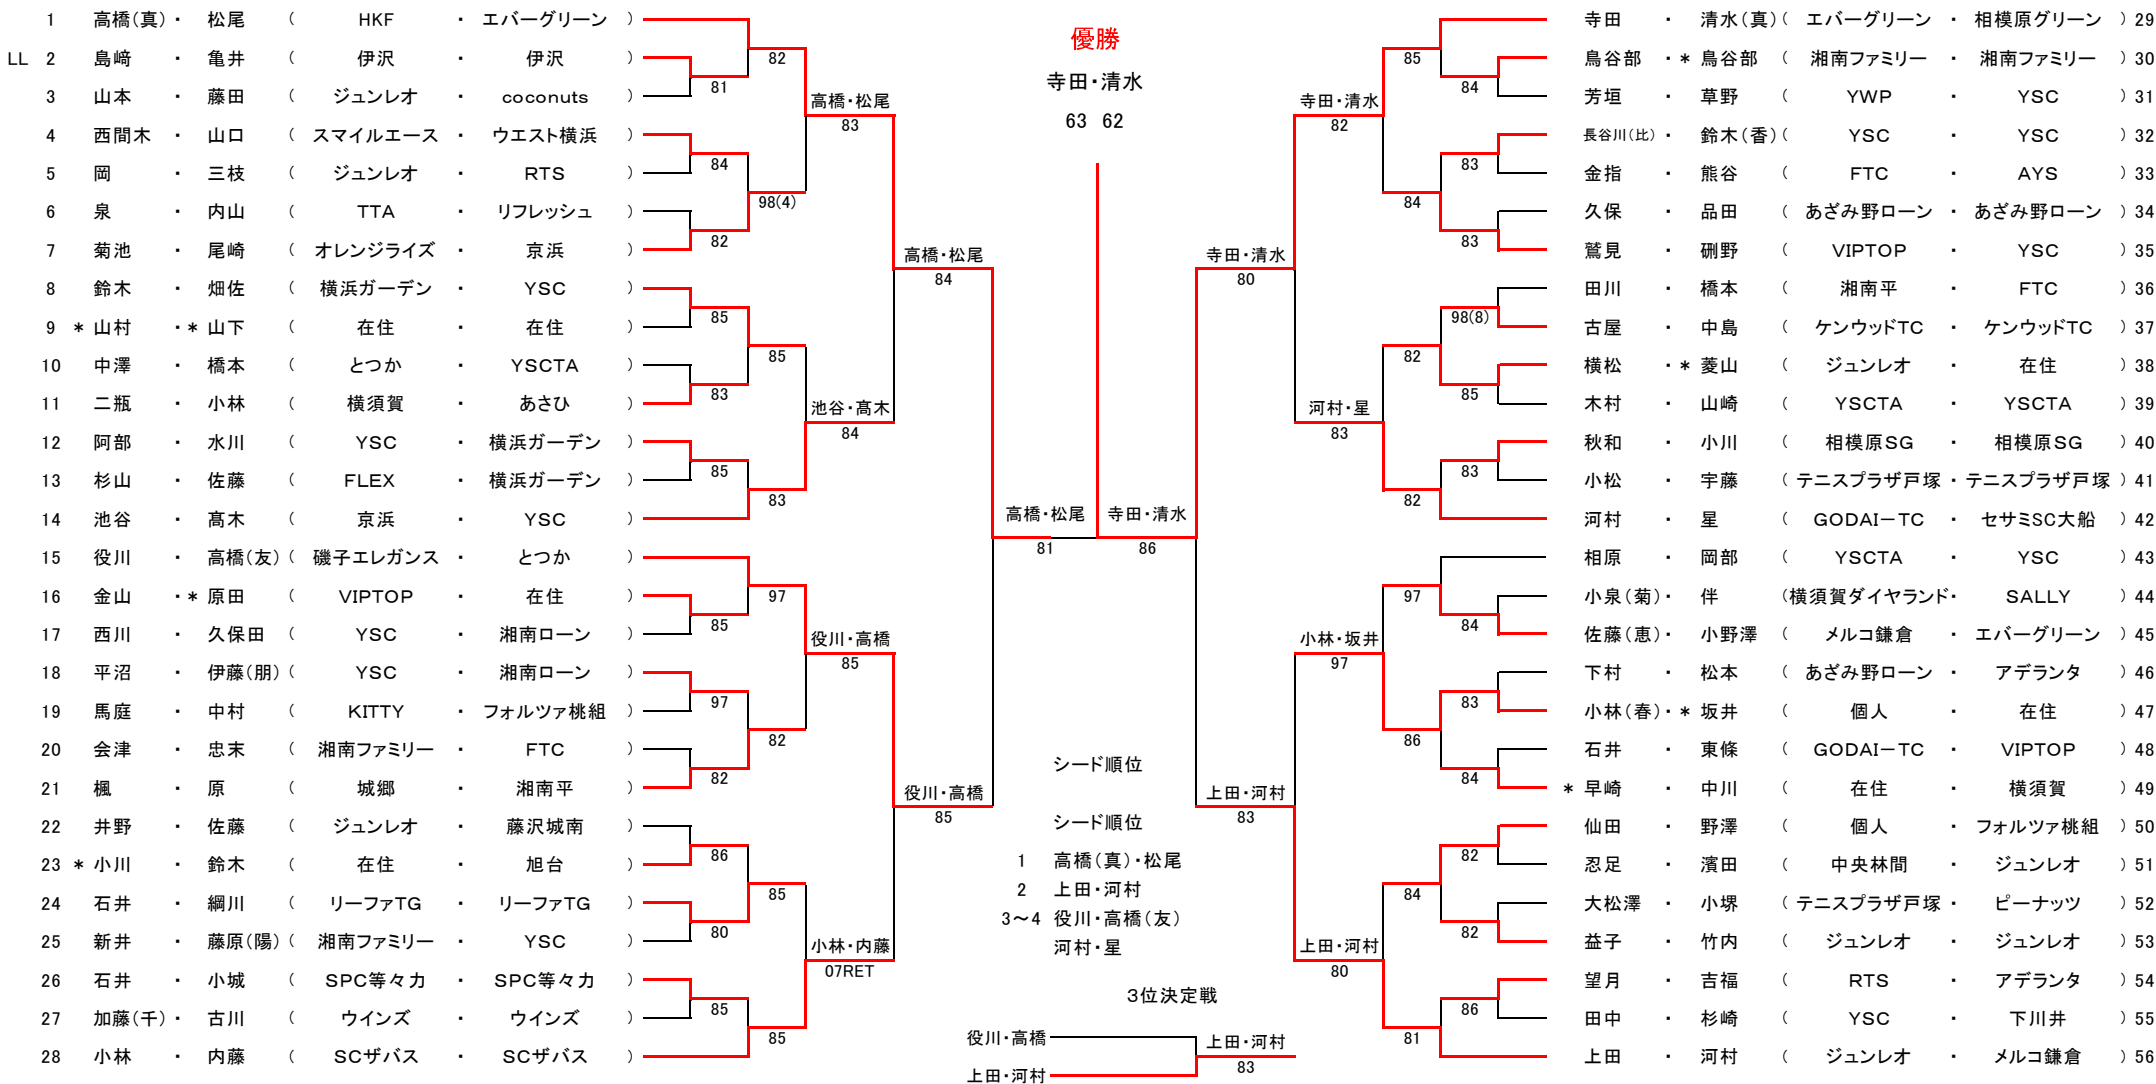 1 高橋(真)・ 松尾 ( HKF ・ エバーグリーン )
LL 2 島﨑 ・ 亀井 ( 伊沢 ・ 伊沢 )
3 山本 ・ 藤田 ( ジュンレオ ・ coconuts )
4 西間木 ・ 山口 ( スマイルエース ・ ウエスト横浜 )
5 岡 ・ 三枝 ( ジュンレオ ・ RTS )
6 泉 ・ 内山 ( TTA ・ リフレッシュ )
7 菊池 ・ 尾崎 ( オレンジライズ ・ 京浜 )
8 鈴木 ・ 畑佐 ( 横浜ガーデン ・ YSC )
9 * 山村 ・* 山下 ( 在住 ・ 在住 )
10 中澤 ・ 橋本 ( とつか ・ YSCTA )
11 二瓶 ・ 小林 ( 横須賀 ・ あさひ )
12 阿部 ・ 水川 ( YSC ・ 横浜ガーデン )
13 杉山 ・ 佐藤 ( FLEX ・ 横浜ガーデン )
14 池谷 ・ 髙木 ( 京浜 ・ YSC )
15 役川 ・ 高橋(友)( 磯子エレガンス ・ とつか )
16 金山 ・* 原田 ( VIPTOP ・ 在住 )
17 西川 ・ 久保田 ( YSC ・ 湘南ローン )
18 平沼 ・ 伊藤(朋)( YSC ・ 湘南ローン )
19 馬庭 ・ 中村 ( KITTY ・ フォルツァ桃組 )
20 会津 ・ 忠末 ( 湘南ファミリー ・ FTC )
21 楓 ・ 原 ( 城郷 ・ 湘南平 )
22 井野 ・ 佐藤 ( ジュンレオ ・ 藤沢城南 )
23 * 小川 ・ 鈴木 ( 在住 ・ 旭台 )
24 石井 ・ 綱川 ( リーファTG ・ リーファTG )
25 新井 ・ 藤原(陽)( 湘南ファミリー ・ YSC )
26 石井 ・ 小城 ( SPC等々力 ・ SPC等々力 )
27 加藤(千)・ 古川 ( ウインズ ・ ウインズ )
28 小林 ・ 内藤 ( SCザバス ・ SCザバス )
81
84
82
85
83
85
85
97
82
86
80
85
82
98(4)
85
83
97
82
85
85
高橋・松尾
83
池谷・髙木
84
役川・高橋
85
小林・内藤
07RET
高橋・松尾
84
役川・高橋
85
高橋・松尾
81
優勝
寺田・清水
63 62
寺田・清水
86
寺田・清水
80
上田・河村
83
寺田・清水
82
河村・星
83
小林・坂井
97
上田・河村
80
85
84
82
82
97
86
84
81
84
83
83
98(8)
85
83
84
83
84
82
82
86
シード順位
シード順位
1 高橋(真)・松尾
2 上田・河村
3～4 役川・高橋(友)
河村・星
3位決定戦
役川・高橋
上田・河村
上田・河村
83
寺田 ・ 清水(真)( エバーグリーン ・ 相模原グリーン ) 29
鳥谷部 ・* 鳥谷部 ( 湘南ファミリー ・ 湘南ファミリー ) 30
芳垣 ・ 草野 ( YWP ・ YSC ) 31
長谷川(比)・ 鈴木(香)( YSC ・ YSC ) 32
金指 ・ 熊谷 ( FTC ・ AYS ) 33
久保 ・ 品田 ( あざみ野ローン ・ あざみ野ローン ) 34
鷲見 ・ 硎野 ( VIPTOP ・ YSC ) 35
田川 ・ 橋本 ( 湘南平 ・ FTC ) 36
古屋 ・ 中島 ( ケンウッドTC ・ ケンウッドTC ) 37
横松 ・* 菱山 ( ジュンレオ ・ 在住 ) 38
木村 ・ 山崎 ( YSCTA ・ YSCTA ) 39
秋和 ・ 小川 ( 相模原SG ・ 相模原SG ) 40
小松 ・ 宇藤 ( テニスプラザ戸塚 ・ テニスプラザ戸塚 ) 41
河村 ・ 星 ( GODAI－TC ・ セサミSC大船 ) 42
相原 ・ 岡部 ( YSCTA ・ YSC ) 43
小泉(菊)・ 伴 (横須賀ダイヤランド・ SALLY ) 44
佐藤(恵)・ 小野澤 ( メルコ鎌倉 ・ エバーグリーン ) 45
下村 ・ 松本 ( あざみ野ローン ・ アデランタ ) 46
小林(春)・* 坂井 ( 個人 ・ 在住 ) 47
石井 ・ 東條 ( GODAI－TC ・ VIPTOP ) 48
* 早崎 ・ 中川 ( 在住 ・ 横須賀 ) 49
仙田 ・ 野澤 ( 個人 ・ フォルツァ桃組 ) 50
忍足 ・ 濱田 ( 中央林間 ・ ジュンレオ ) 51
大松澤 ・ 小堺 ( テニスプラザ戸塚 ・ ピーナッツ ) 52
益子 ・ 竹内 ( ジュンレオ ・ ジュンレオ ) 53
望月 ・ 吉福 ( RTS ・ アデランタ ) 54
田中 ・ 杉崎 ( YSC ・ 下川井 ) 55
上田 ・ 河村 ( ジュンレオ ・ メルコ鎌倉 ) 56